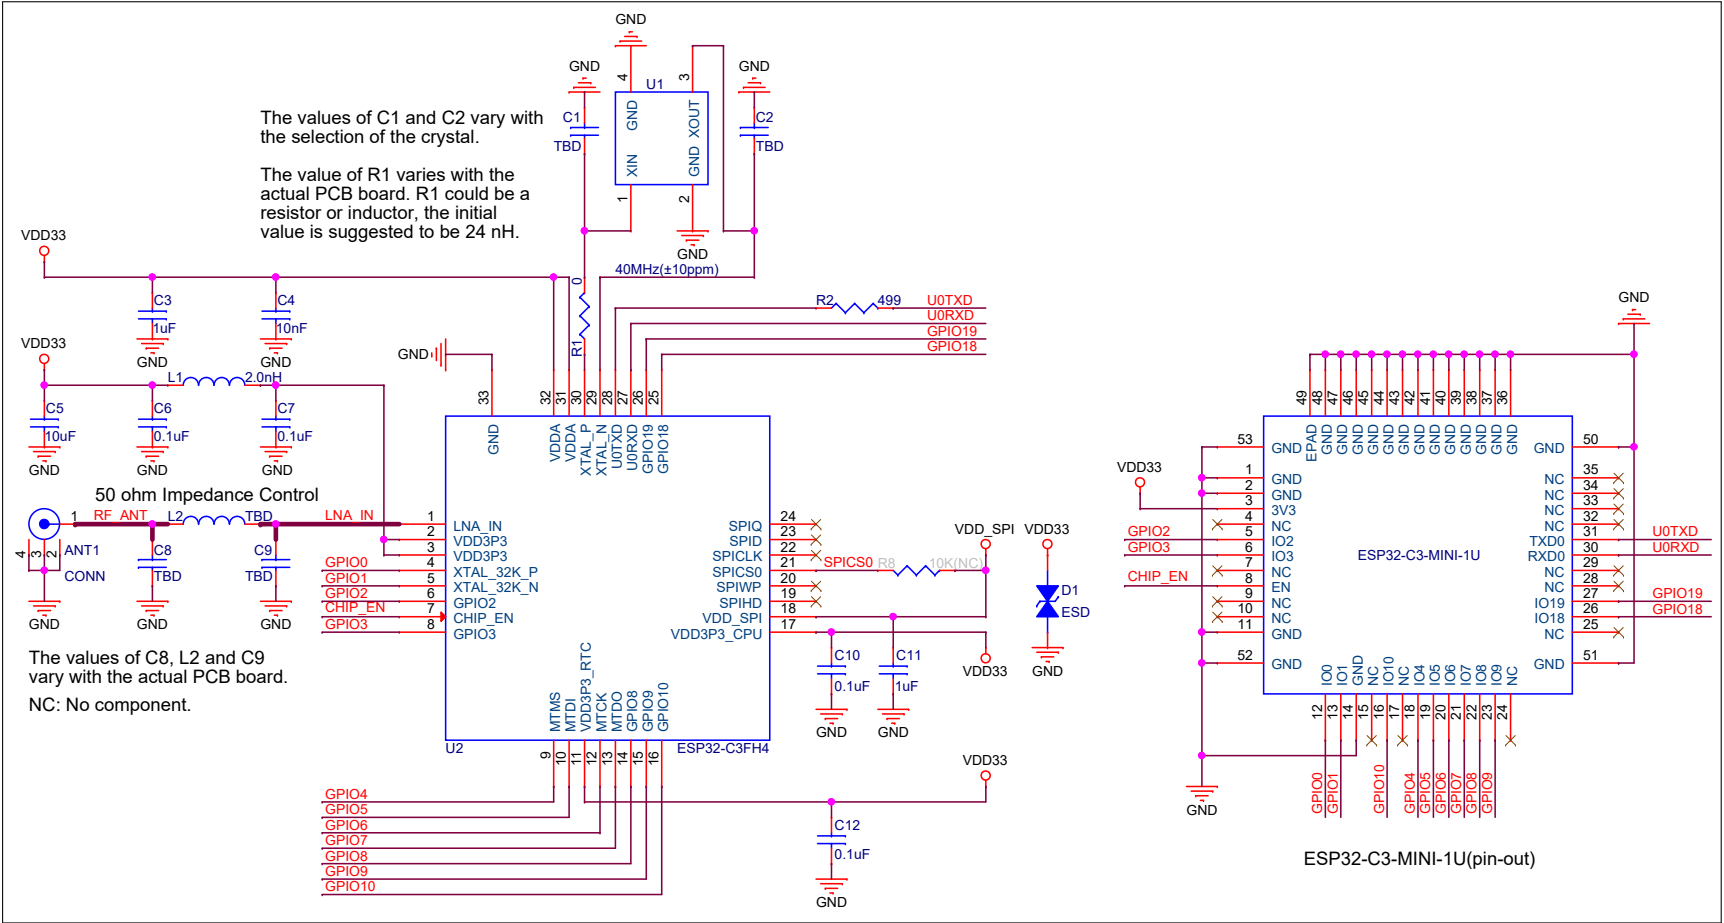 GND
GND
GND
4
3
U1
C1
TBD
GND
XOUT
XIN
GND
C2
TBD
1
2
GND
40MHz(±10ppm)
The values of C1 and C2 vary with
the selection of the crystal.
The value of R1 varies with the
actual PCB board. R1 could be a
resistor or inductor, the initial
value is suggested to be 24 nH.
VDD33
C3
1uF
GND
C4
10nF
GND
0
R1
R2
499
U0TXD
U0RXD
GPIO19
GPIO18
VDD33
L1
2.0nH
C5
10uF
GND
C6
0.1uF
GND
C7
0.1uF
GND
GND
33
32
31
30
29
28
27
26
25
GND
VDDA
VDDA
XTAL_P
XTAL_N
U0TXD
U0RXD
GPIO19
GPIO18
50 ohm Impedance Control
1
RF_ANT
L2
TBD
LNA_IN
4
3
2
ANT1
CONN
GND
C8
TBD
GND
C9
TBD
GND
The values of C8, L2 and C9
vary with the actual PCB board.
NC: No component.
GPIO0
GPIO1
GPIO2
CHIP_EN
GPIO3
1
2
3
4
5
6
7
8
LNA_IN
VDD3P3
VDD3P3
XTAL_32K_P
XTAL_32K_N
GPIO2
CHIP_EN
GPIO3
SPIQ
SPID
SPICLK
SPICS0
SPIWP
SPIHD
VDD_SPI
VDD3P3_CPU
24
23
22
21
20
19
18
17
SPICS0
R8
10K(NC)
VDD_SPI
VDD33
D1
ESD
GND
VDD33
C10
0.1uF
GND
C11
1uF
GND
MTMS
MTDI
VDD3P3_RTC
MTCK
MTDO
GPIO8
GPIO9
GPIO10
U2
ESP32-C3FH4
9
10
11
12
13
14
15
16
GPIO4
GPIO5
GPIO6
GPIO7
GPIO8
GPIO9
GPIO10
VDD33
C12
0.1uF
GND
GND
49
48
47
46
45
44
43
42
41
40
39
38
37
36
EPAD
GND
GND
GND
GND
GND
GND
GND
GND
GND
GND
GND
GND
GND
VDD33
GPIO2
GPIO3
CHIP_EN
53
1
2
3
4
5
6
7
8
9
10
11
52
GND
GND
GND
3V3
NC
IO2
IO3
NC
EN
NC
NC
GND
GND
ESP32-C3-MINI-1U
GND
NC
NC
NC
NC
TXD0
RXD0
NC
NC
IO19
IO18
NC
GND
50
35
34
33
32
31
30
29
28
27
26
25
51
U0TXD
U0RXD
GPIO19
GPIO18
IO0
IO1
GND
NC
IO10
NC
IO4
IO5
IO6
IO7
IO8
IO9
NC
12
13
14
15
16
17
18
19
20
21
22
23
24
GPIO0
GPIO1
GPIO10
GPIO4
GPIO5
GPIO6
GPIO7
GPIO8
GPIO9
GND
ESP32-C3-MINI-1U(pin-out)